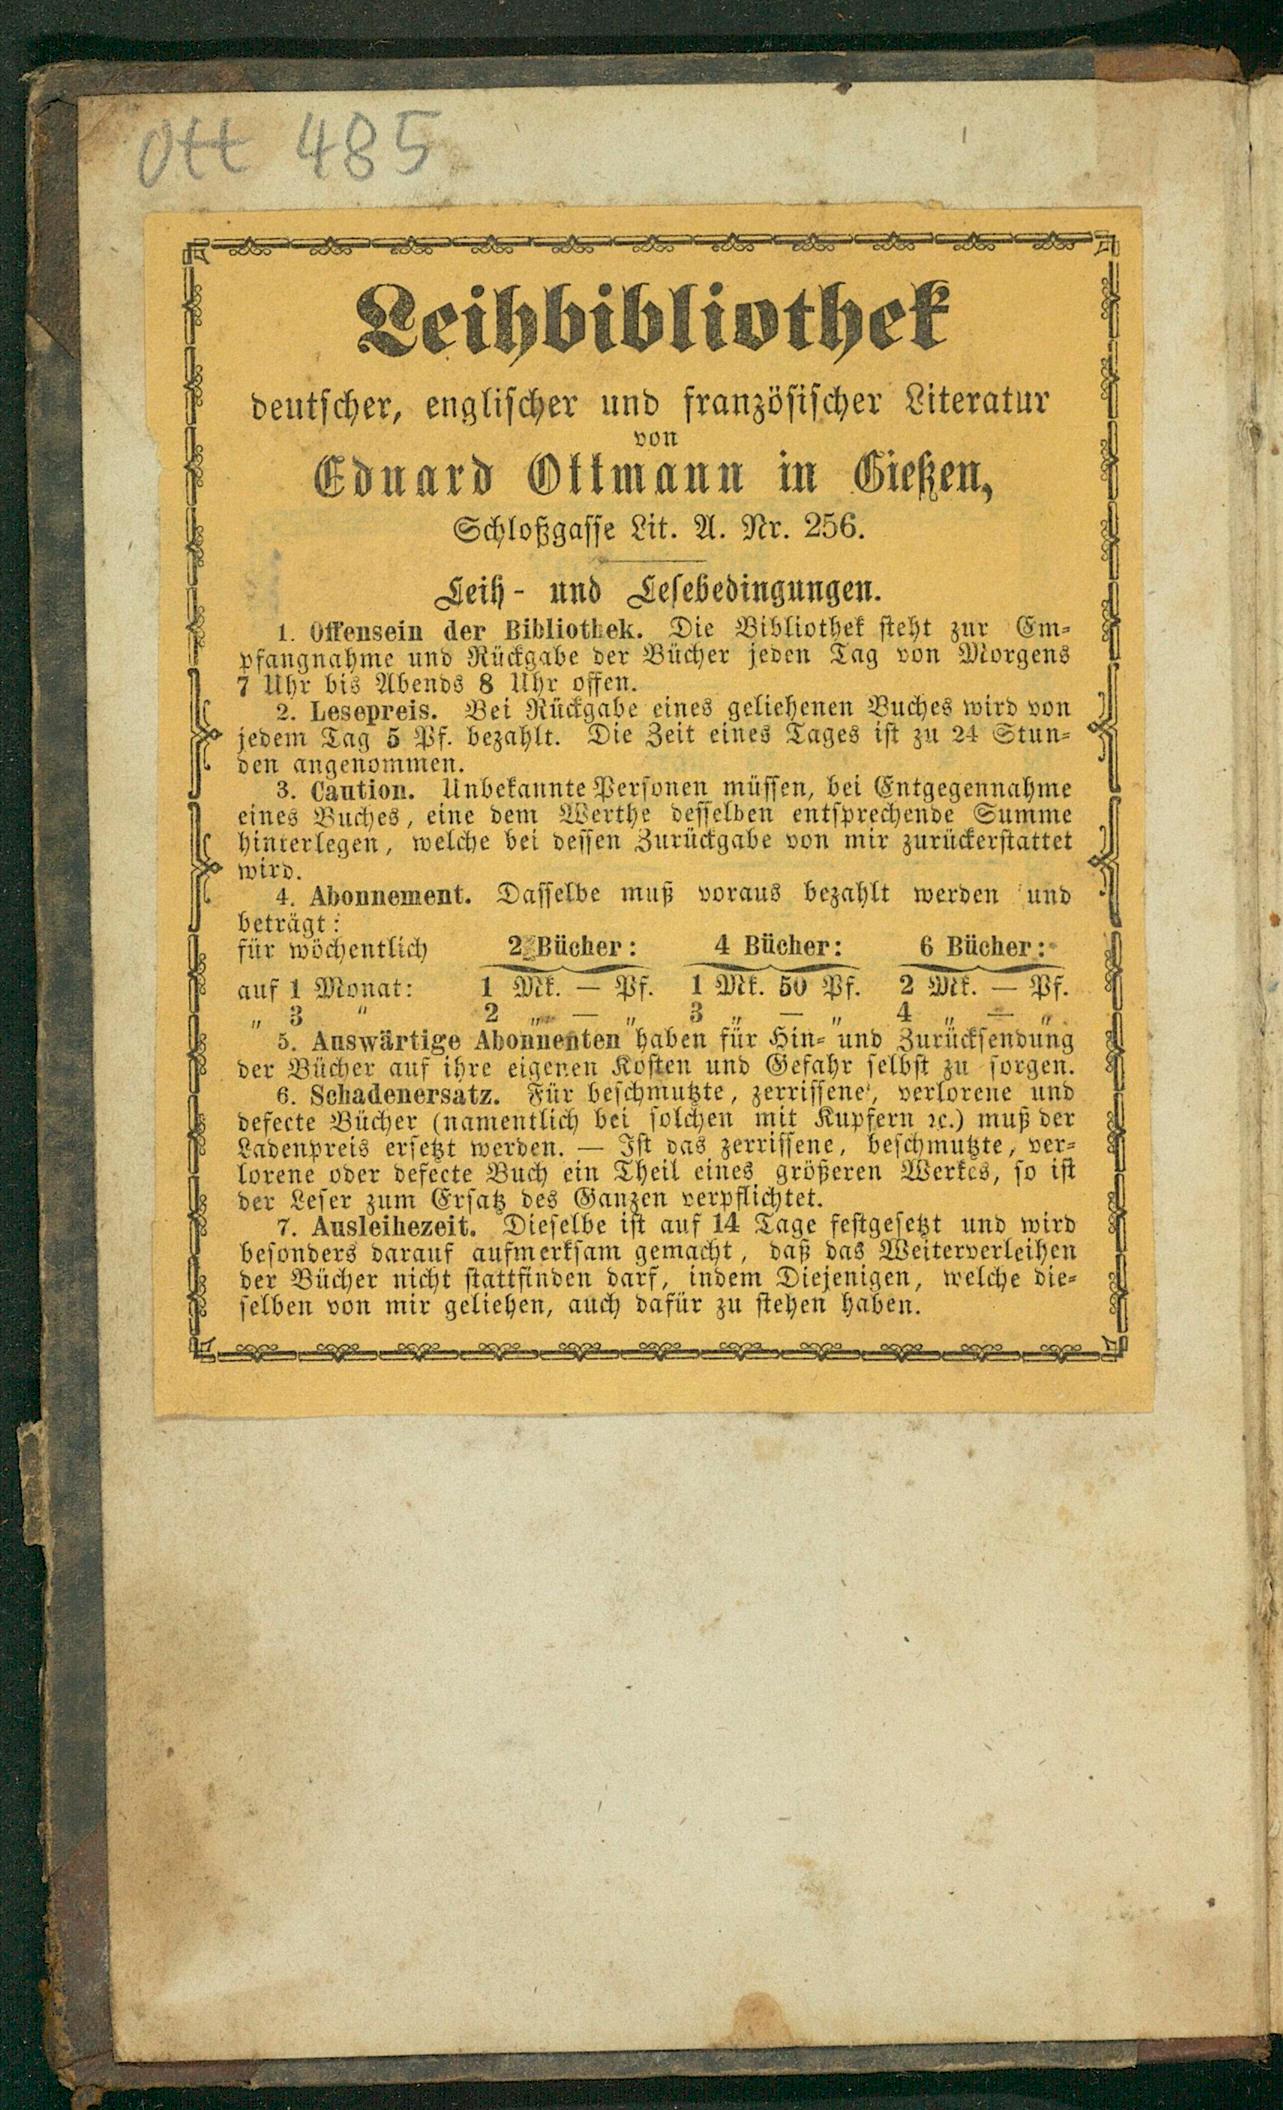 Ott 485
Leihbibliothek
deutscher, englischer und französischer Literatur
von
Eduard Ottmann in Gießen,
Schloßgasse Lit. A. Nr. 256.
Leih- und Lesebedingungen.
1. Offensein der Bibliothek. Die Bibliothek steht zur Em-
pfangnahme und Rückgabe der Bücher jeden Tag von Morgens
7 Uhr bis Abends 8 Uhr offen.
2. Lesepreis. Bei Rückgabe eines geliehenen Buches wird von
jedem Tag 5 Pf. bezahlt. Die Zeit eines Tages ist zu 24 Stun-
den angenommen.
3. Caution. Unbekannte Personen müssen, bei Entgegennahme
eines Buches, eine dem Werthe desselben entsprechende Summe
hinterlegen, welche bei dessen Zurückgabe von mir zurückerstattet
wird.
4. Abonnement. Dasselbe muß voraus bezahlt werden und
beträgt:
für wöchentlich 2 Bücher: 4 Bücher: 6 Bücher:
auf 1 Monat: 1 Mk. — Pf. 1 Mk. 50 Pf. 2 Mk. — Pf.
„ 3 „ 2 „ — „ 3 „ — „ 4 „ — „
5. Auswärtige Abonnenten haben für Hin- und Zurücksendung
der Bücher auf ihre eigenen Kosten und Gefahr selbst zu sorgen.
6. Schadenersatz. Für beschmutzte, zerrissene, verlorene und
defecte Bücher (namentlich bei solchen mit Kupfern ꝛc.) muß der
Ladenpreis ersetzt werden. — Ist das zerrissene, beschmutzte, ver-
lorene oder defecte Buch ein Theil eines größeren Werkes, so ist
der Leser zum Ersatz des Ganzen verpflichtet.
7. Ausleihezeit. Dieselbe ist auf 14 Tage festgesetzt und wird
besonders darauf aufmerksam gemacht, daß das Weiterverleihen
der Bücher nicht stattfinden darf, indem Diejenigen, welche die-
selben von mir geliehen, auch dafür zu stehen haben.